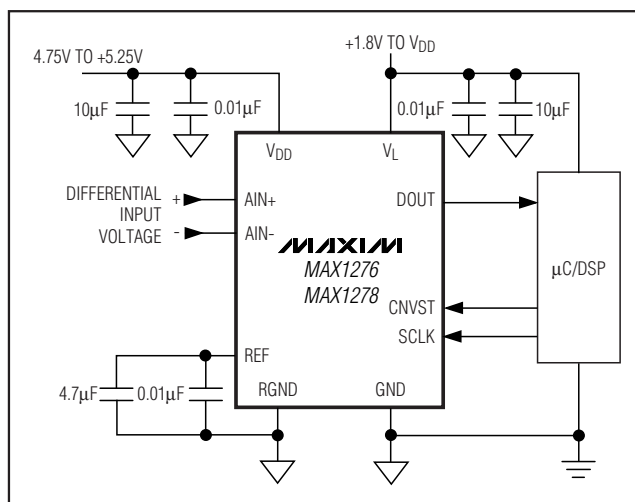 4.75V TO +5.25V
+1.8V TO VDD
10µF
0.01µF
0.01µF
10µF
VDD
VL
DIFFERENTIAL
INPUT
VOLTAGE
+
-
AIN+
AIN-
DOUT
MAXIM
MAX1276
MAX1278
µC/DSP
CNVST
SCLK
REF
4.7µF
0.01µF
RGND
GND